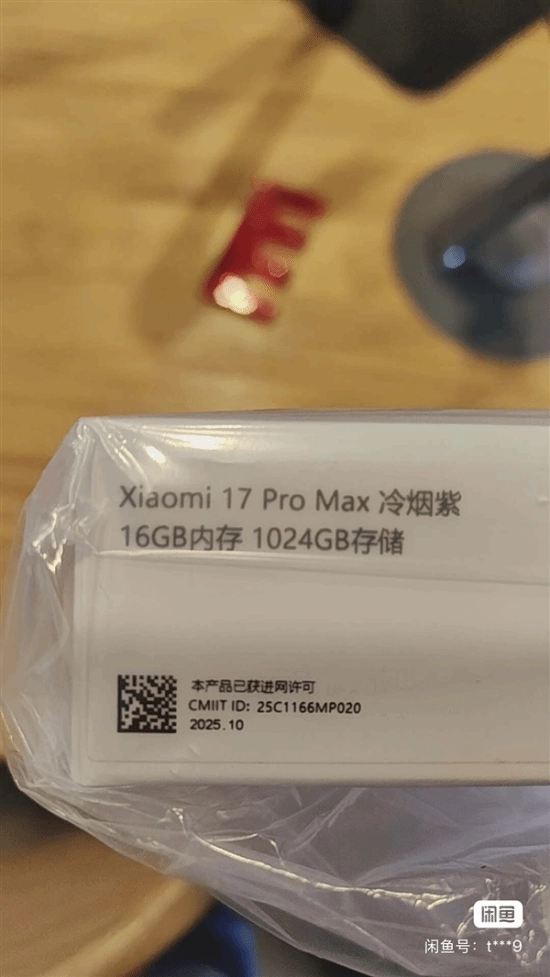 Xiaomi 17 Pro Max 冷烟紫
16GB内存 1024GB存储
本产品已获进网许可
CMIIT ID: 25C1166MP020
2025.10
闲鱼
闲鱼号: t***9